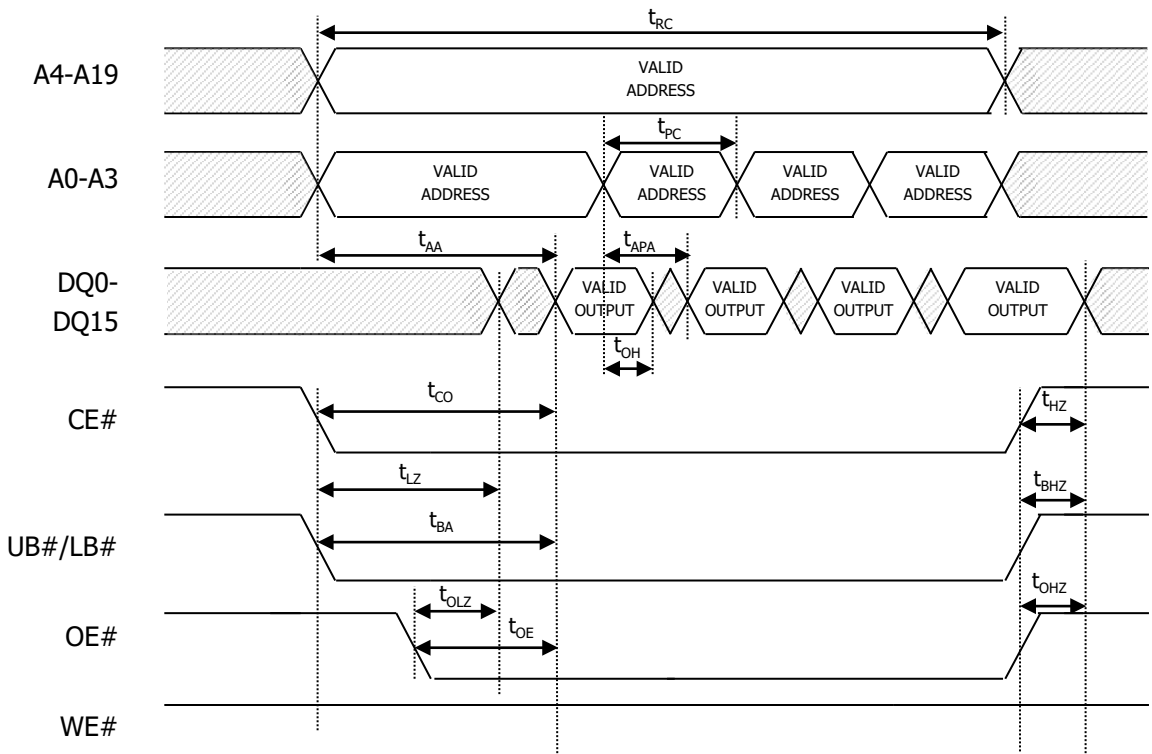 tRC
A4-A19
VALID
ADDRESS
tPC
A0-A3
VALID
ADDRESS
VALID
ADDRESS
VALID
ADDRESS
VALID
ADDRESS
tAA
tAPA
DQ0-
DQ15
VALID
OUTPUT
VALID
OUTPUT
VALID
OUTPUT
VALID
OUTPUT
tOH
CE#
tCO
tHZ
tLZ
tBHZ
UB#/LB#
tBA
OE#
tOLZ
tOE
tOHZ
WE#